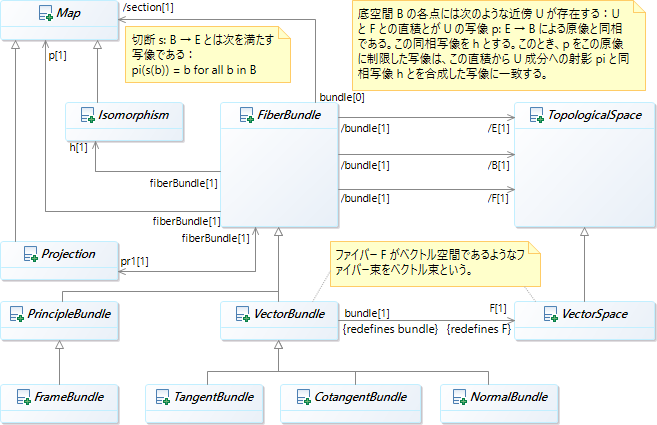 Map
/section[1]
p[1]
切断 s: B → E とは次を満たす
写像である：
pi(s(b)) = b for all b in B
底空間 B の各点には次のような近傍 U が存在する：U
と F との直積とが U の写像 p: E → B による原像と同相
である。この同相写像を h とする。このとき、p をこの原像
に制限した写像は、この直積から U 成分への射影 pi と同
相写像 h とを合成した写像に一致する。
bundle[0]
Isomorphism
FiberBundle
TopologicalSpace
h[1]
/bundle[1]
/E[1]
/bundle[1]
/B[1]
fiberBundle[1]
/bundle[1]
/F[1]
fiberBundle[1]
fiberBundle[1]
Projection
pr1[1]
ファイバー F がベクトル空間であるようなフ
ァイバー束をベクトル束という。
PrincipleBundle
VectorBundle
bundle[1]
F[1]
{redefines bundle}
{redefines F}
VectorSpace
FrameBundle
TangentBundle
CotangentBundle
NormalBundle